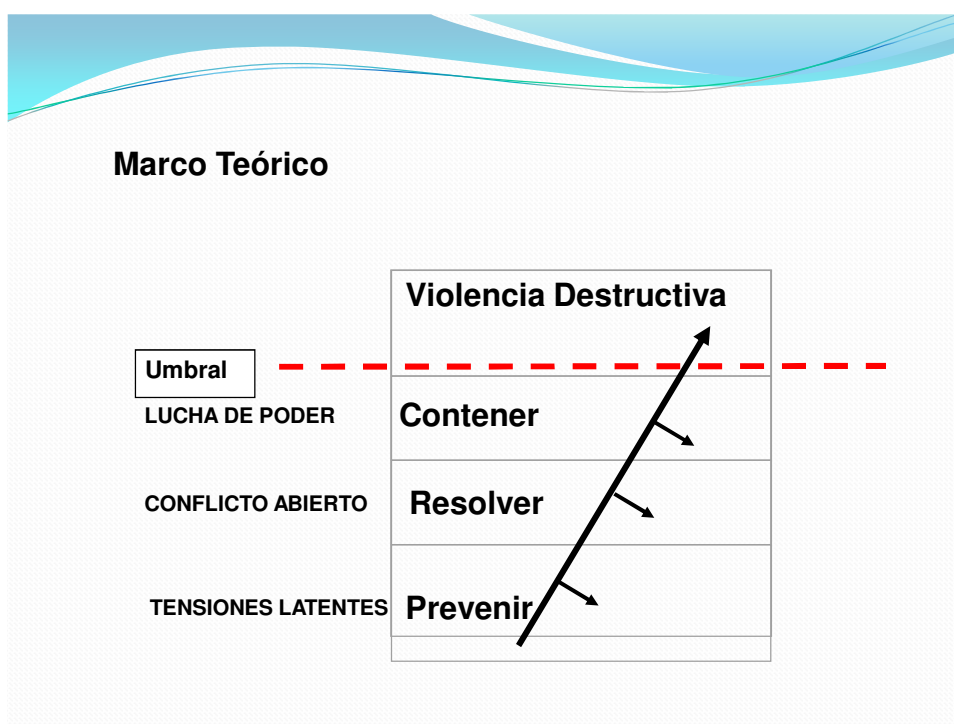 Marco Teórico
Violencia Destructiva
Umbral
LUCHA DE PODER
Contener
CONFLICTO ABIERTO
Resolver
TENSIONES LATENTES
Prevenir